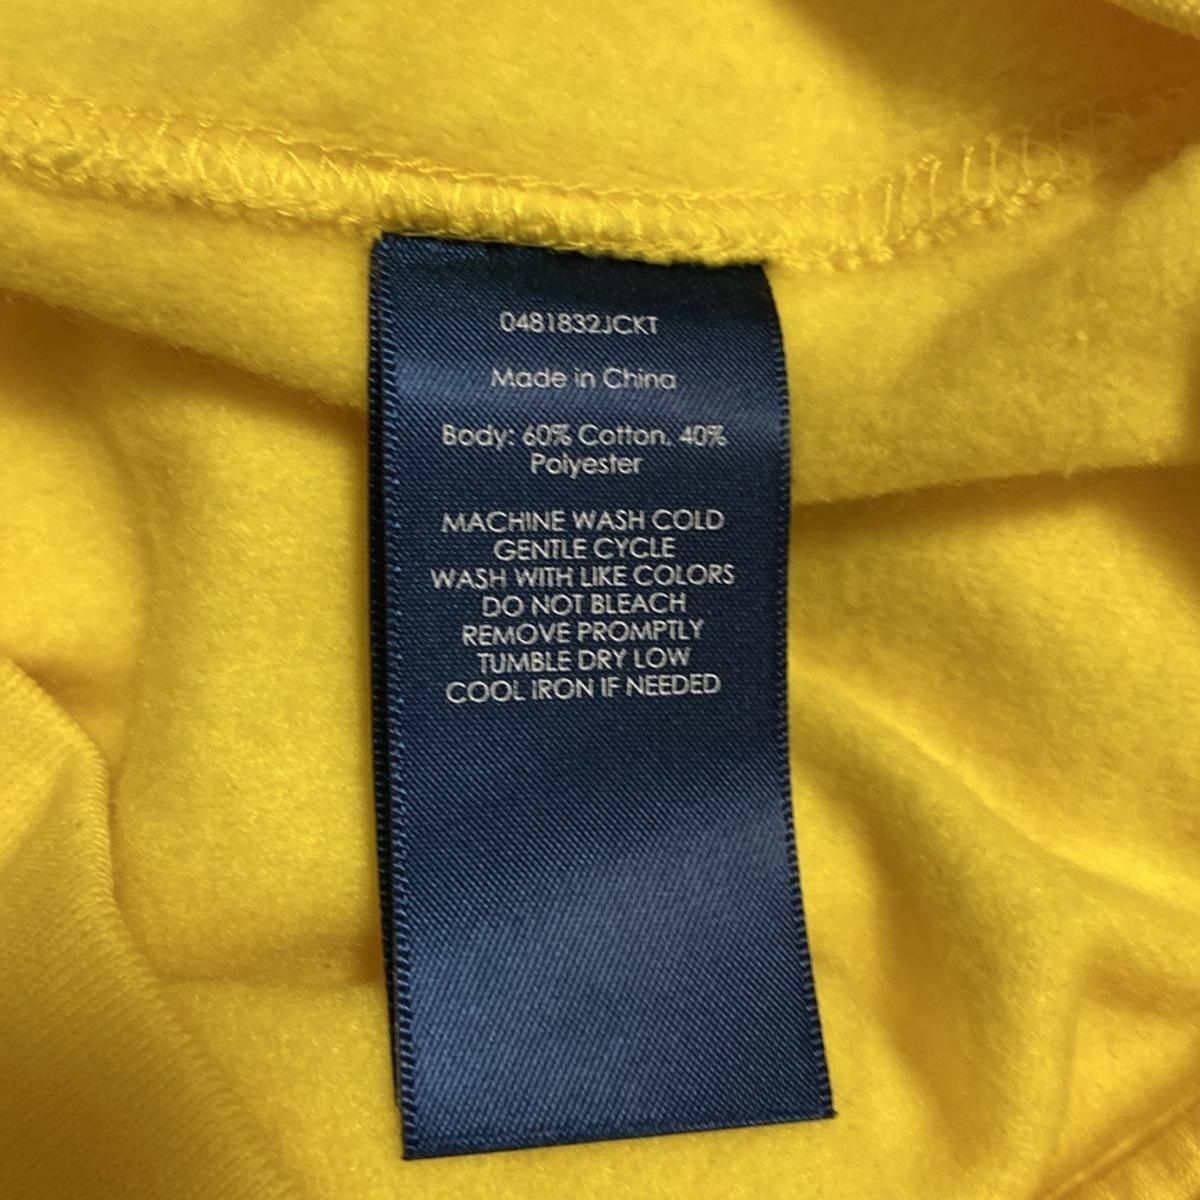 0481832JCKT
Made in China
Body: 60% Cotton, 40%
Polyester
MACHINE WASH COLD
GENTLE CYCLE
WASH WITH LIKE COLORS
DO NOT BLEACH
REMOVE PROMPTLY
TUMBLE DRY LOW
COOL IRON IF NEEDED